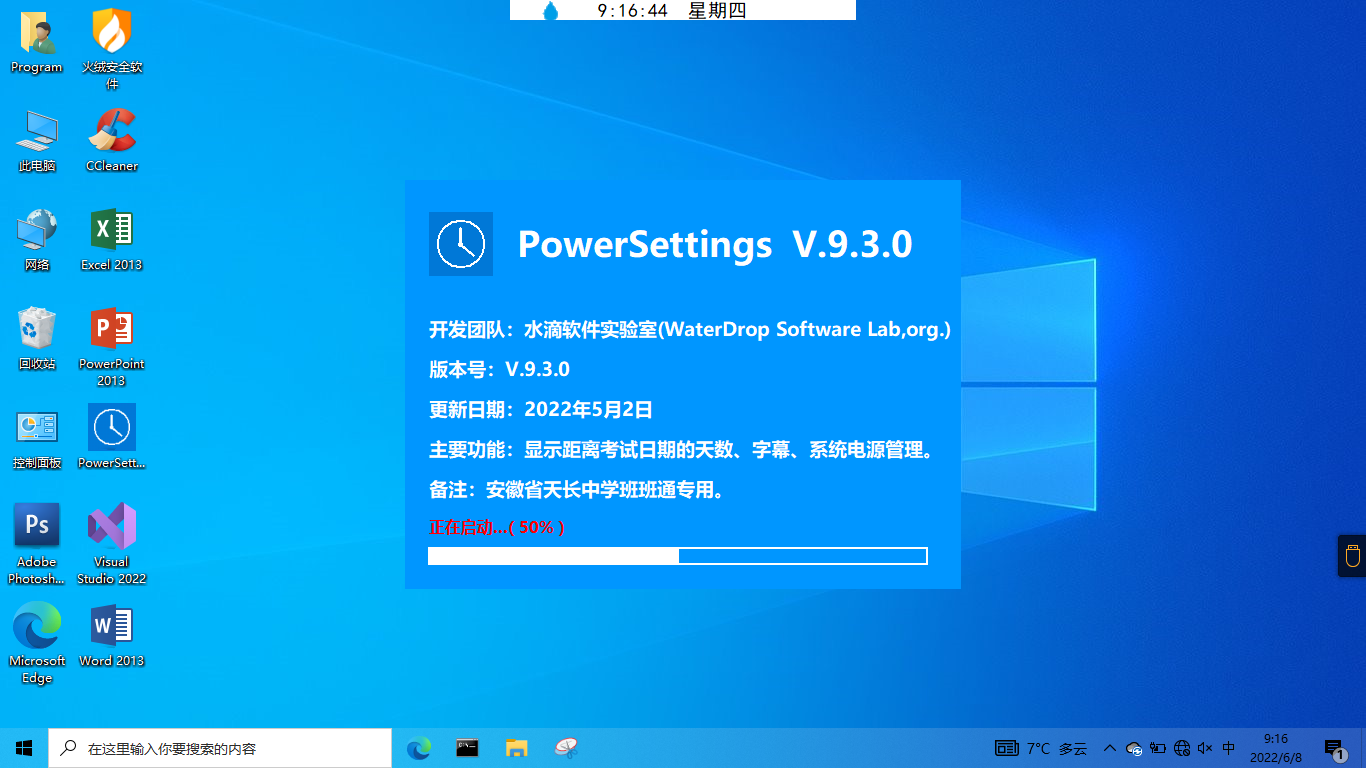 9:16:44 星期四
Program
火绒安全软
件
此电脑
CCleaner
网络
Excel 2013
回收站
PowerPoint
2013
控制面板
PowerSett...
Ps
Adobe
Photosh...
Visual
Studio 2022
Microsoft
Edge
Word 2013
PowerSettings V.9.3.0
开发团队：水滴软件实验室(WaterDrop Software Lab,org.)
版本号：V.9.3.0
更新日期：2022年5月2日
主要功能：显示距离考试日期的天数、字幕、系统电源管理。
备注：安徽省天长中学班班通专用。
正在启动...( 50% )
在这里输入你要搜索的内容
7°C 多云
中
9:16
2022/6/8
1